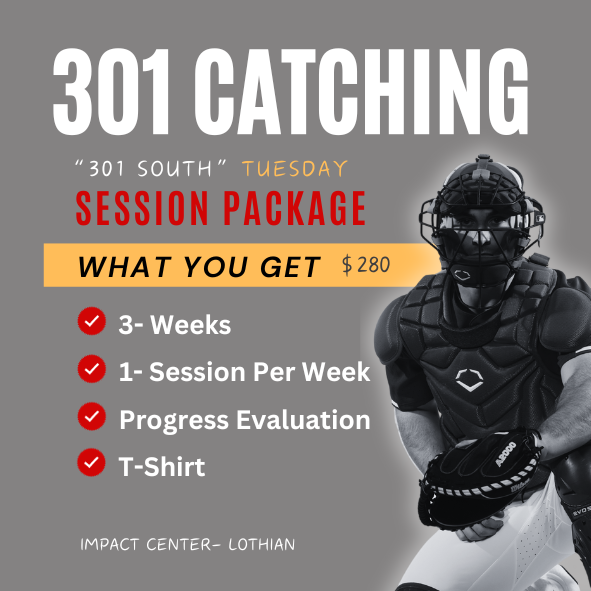 301 CATCHING
"301 SOUTH" TUESDAY
SESSION PACKAGE
WHAT YOU GET $280
3- Weeks
1- Session Per Week
Progress Evaluation
T-Shirt
A2000
IMPACT CENTER- LOTHIAN